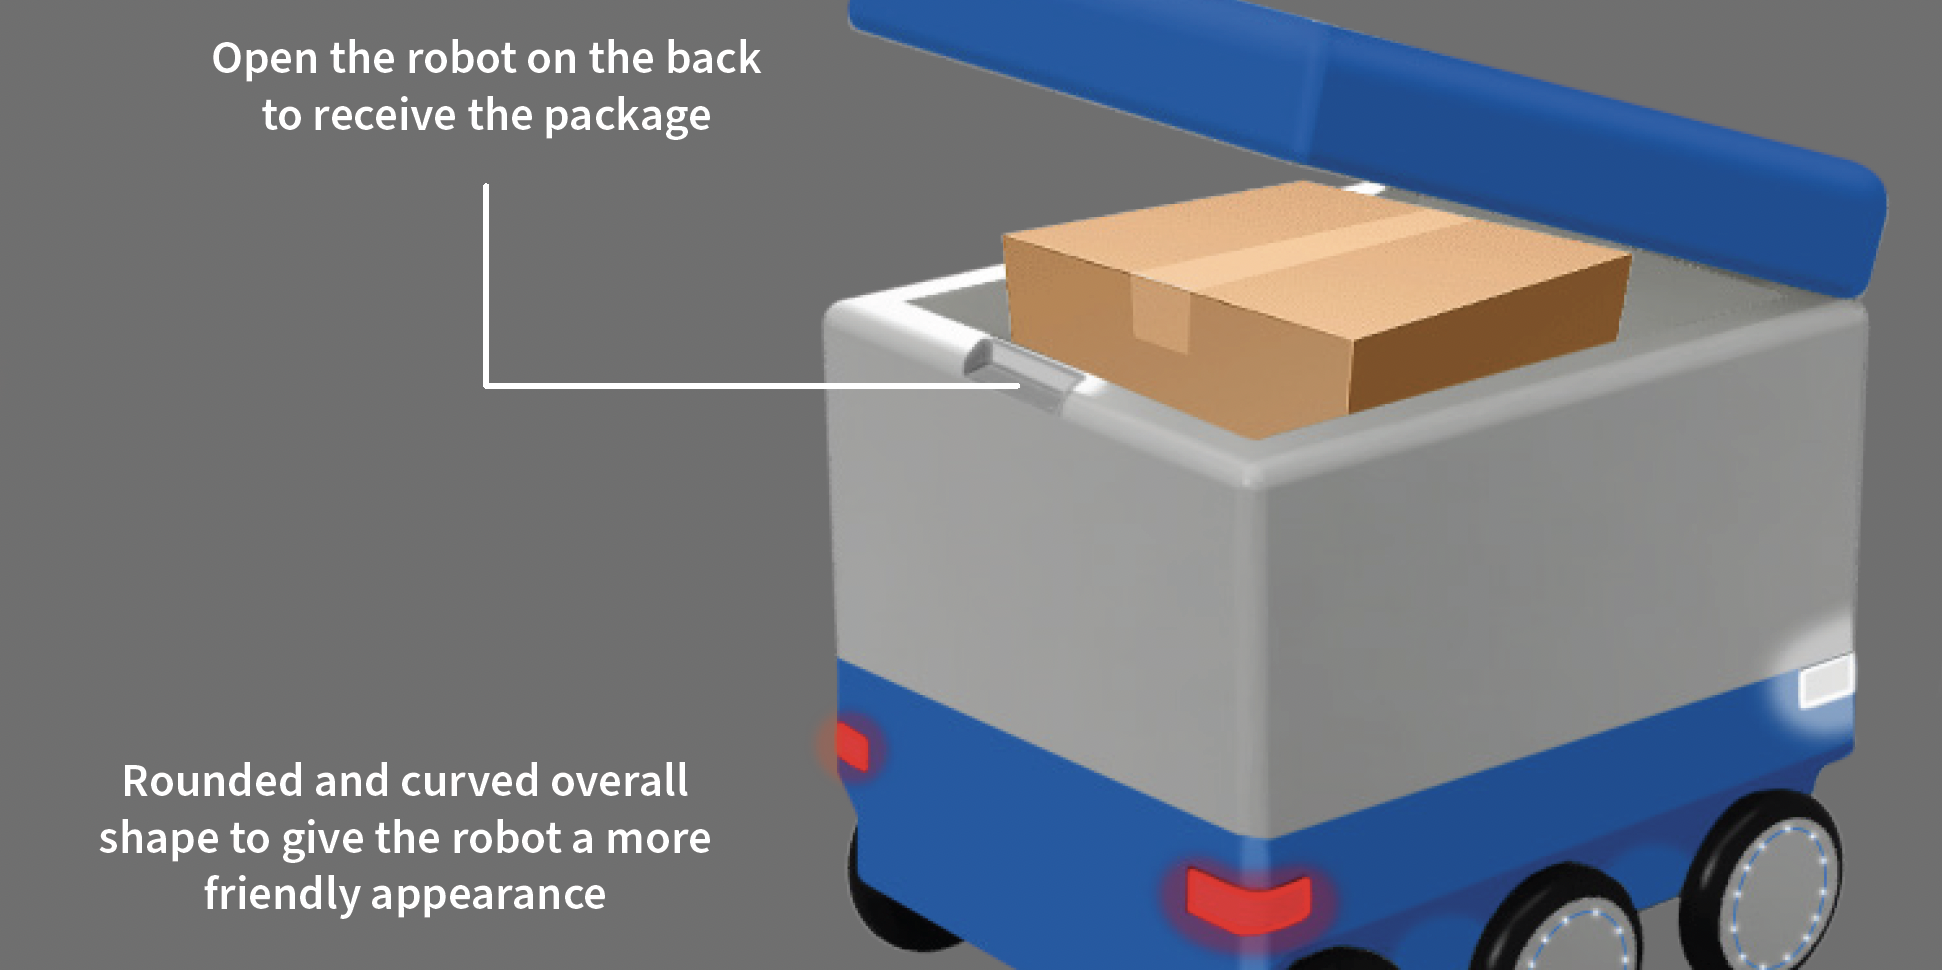 Open the robot on the back
to receive the package
Rounded and curved overall
shape to give the robot a more
friendly appearance